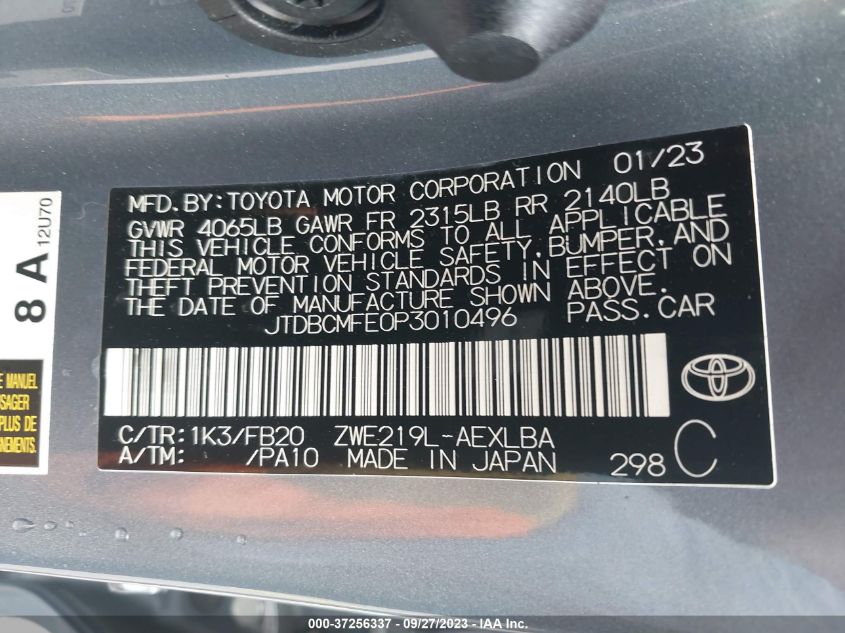 MFD.BY:TOYOTA MOTOR CORPORATION 01/23
GVWR 4065LB GAWR FR 2315LB RR 2140LB
THIS VEHICLE CONFORMS TO ALL APPLICABLE
FEDERAL MOTOR VEHICLE SAFETY,BUMPER,AND
THEFT PREVENTION STANDARDS IN EFFECT ON
THE DATE OF MANUFACTURE SHOWN ABOVE.
JTDBCMFE0P3010496 PASS.CAR
C/TR:1K3/FB20 ZWE219L-AEXLBA
A/TM: /PA10 MADE IN JAPAN 298 C
8 A
12U70
MANUEL
PLUS DE
000-37256337 - 09/27/2023 - IAA Inc.